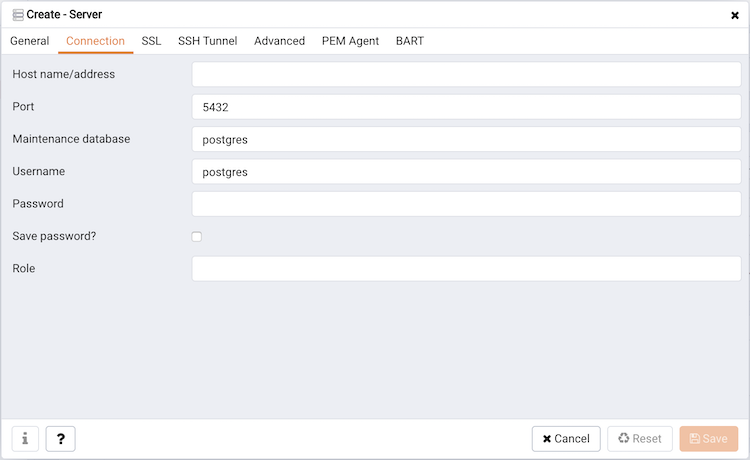 Create - Server
General Connection SSL SSH Tunnel Advanced PEM Agent BART
Host name/address
Port 5432
Maintenance database postgres
Username postgres
Password
Save password?
Role
i ? Cancel Reset Save